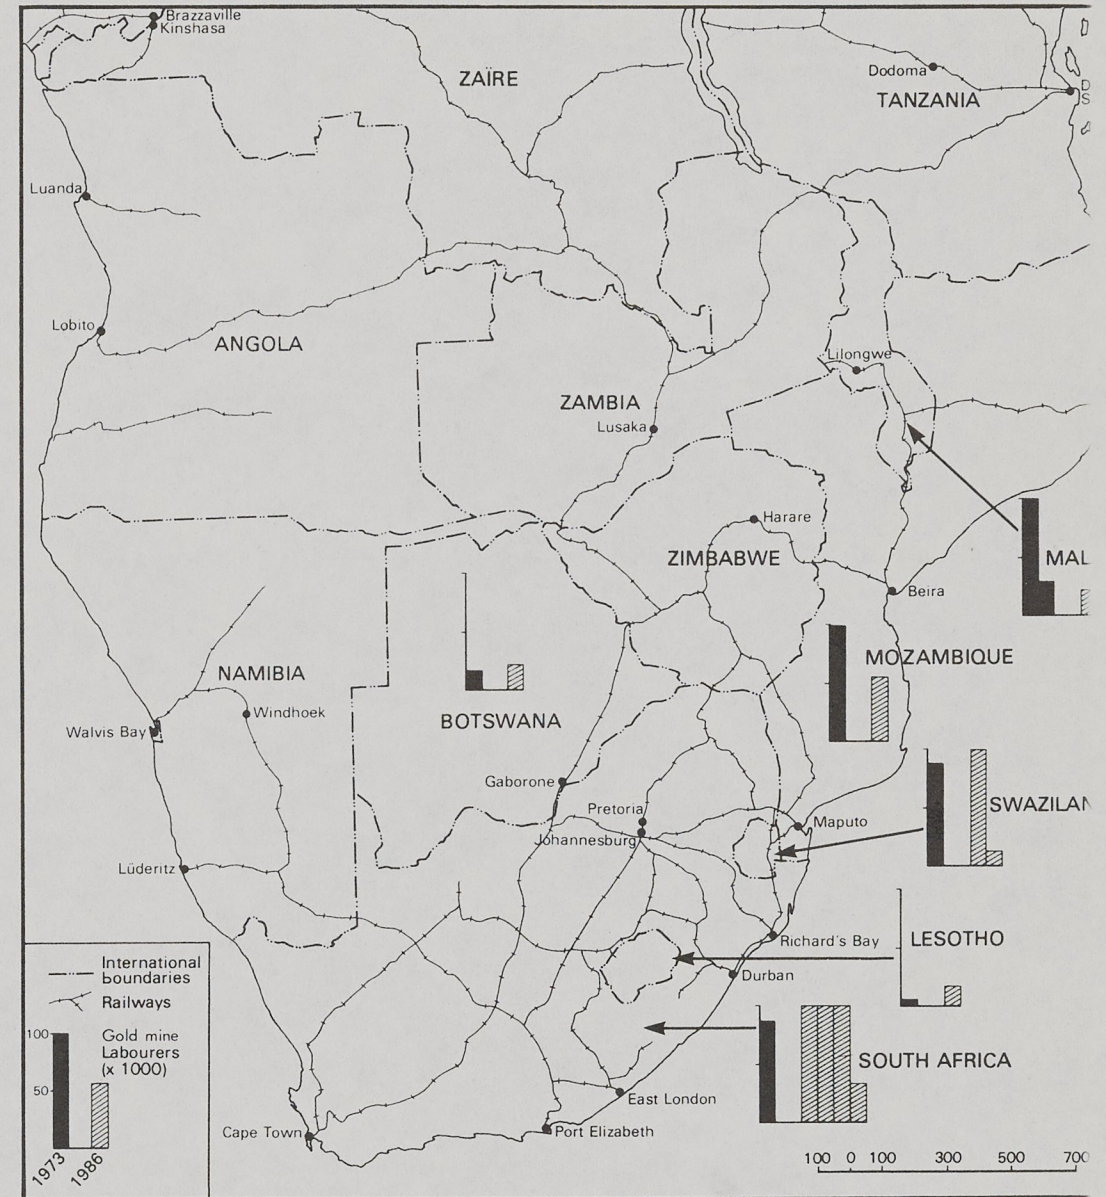 Brazzaville
Kinshasa
ZAÏRE
Dodoma
TANZANIA
D
S
Luanda
Lobito
ANGOLA
Lilongwe
ZAMBIA
Lusaka
Harare
ZIMBABWE
MAL
Beira
MOZAMBIQUE
NAMIBIA
Windhoek
Walvis Bay
BOTSWANA
Gaborone
Pretoria
Johannesburg
Maputo
SWAZILAN
Lüderitz
Richard's Bay
LESOTHO
Durban
SOUTH AFRICA
East London
Port Elizabeth
Cape Town
International
boundaries
Railways
Gold mine
Labourers
(x 1000)
100
50
1973
1986
100 0 100 300 500 700